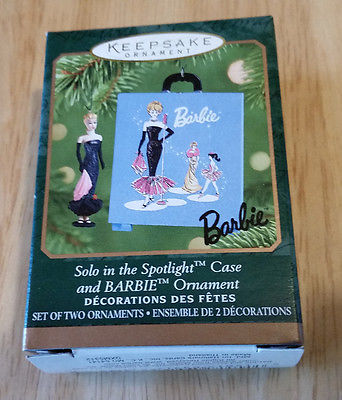 KEEPSAKE
ORNAMENT
Barbie
Barbie
Solo in the Spotlight™ Case
and BARBIE™ Ornament
DÉCORATIONS DES FÊTES
SET OF TWO ORNAMENTS • ENSEMBLE DE 2 DÉCORATIONS